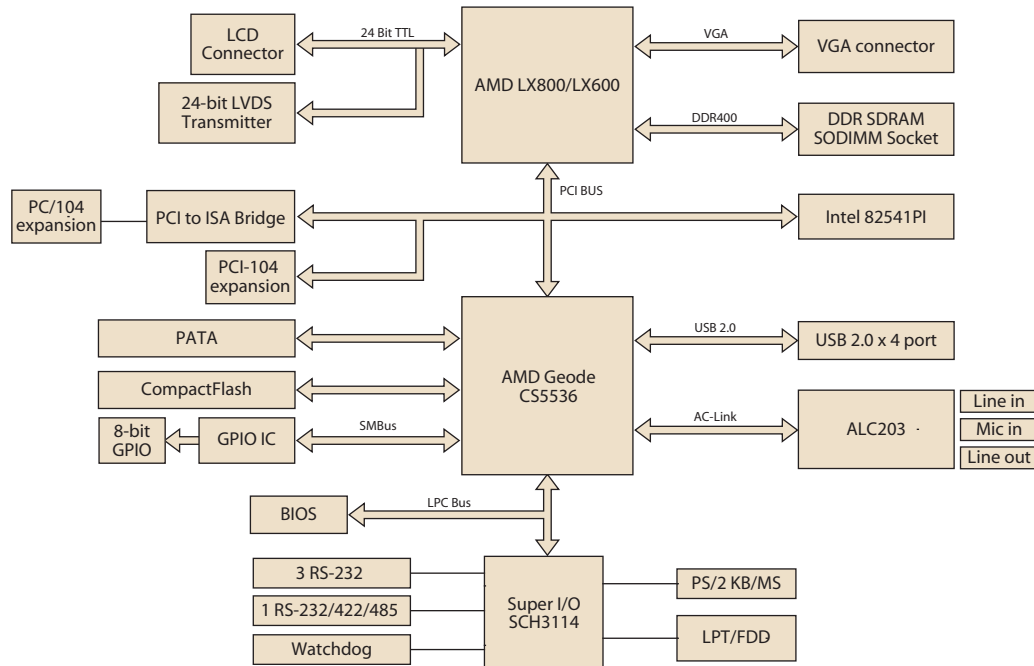 LCD
Connector
24 Bit TTL
AMD LX800/LX600
VGA
VGA connector
24-bit LVDS
Transmitter
DDR400
DDR SDRAM
SODIMM Socket
PCI BUS
PC/104
expansion
PCI to ISA Bridge
Intel 82541PI
PCI-104
expansion
PATA
AMD Geode
CS5536
USB 2.0
USB 2.0 x 4 port
CompactFlash
8-bit
GPIO
GPIO IC
SMBus
AC-Link
ALC203
Line in
Mic in
Line out
BIOS
LPC Bus
3 RS-232
1 RS-232/422/485
Watchdog
Super I/O
SCH3114
PS/2 KB/MS
LPT/FDD